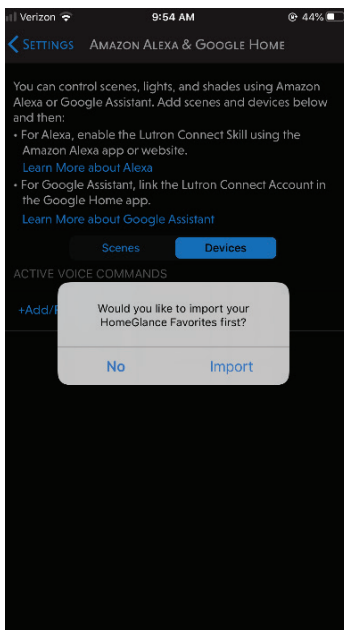 Verizon 9:54 AM 44%
Settings Amazon Alexa & Google Home
You can control scenes, lights,
and shades using Amazon
Alexa or Google Assistant. Add scenes and devices below
and then:
• For Alexa, enable the Lutron Connect Skill using the
Amazon Alexa app or website.
Learn More about Alexa
• For Google Assistant, link the Lutron Connect Account in
the Google Home app.
Learn More about Google Assistant
Scenes Devices
ACTIVE VOICE COMMANDS
Would you like to import your
HomeGlance Favorites first?
No Import